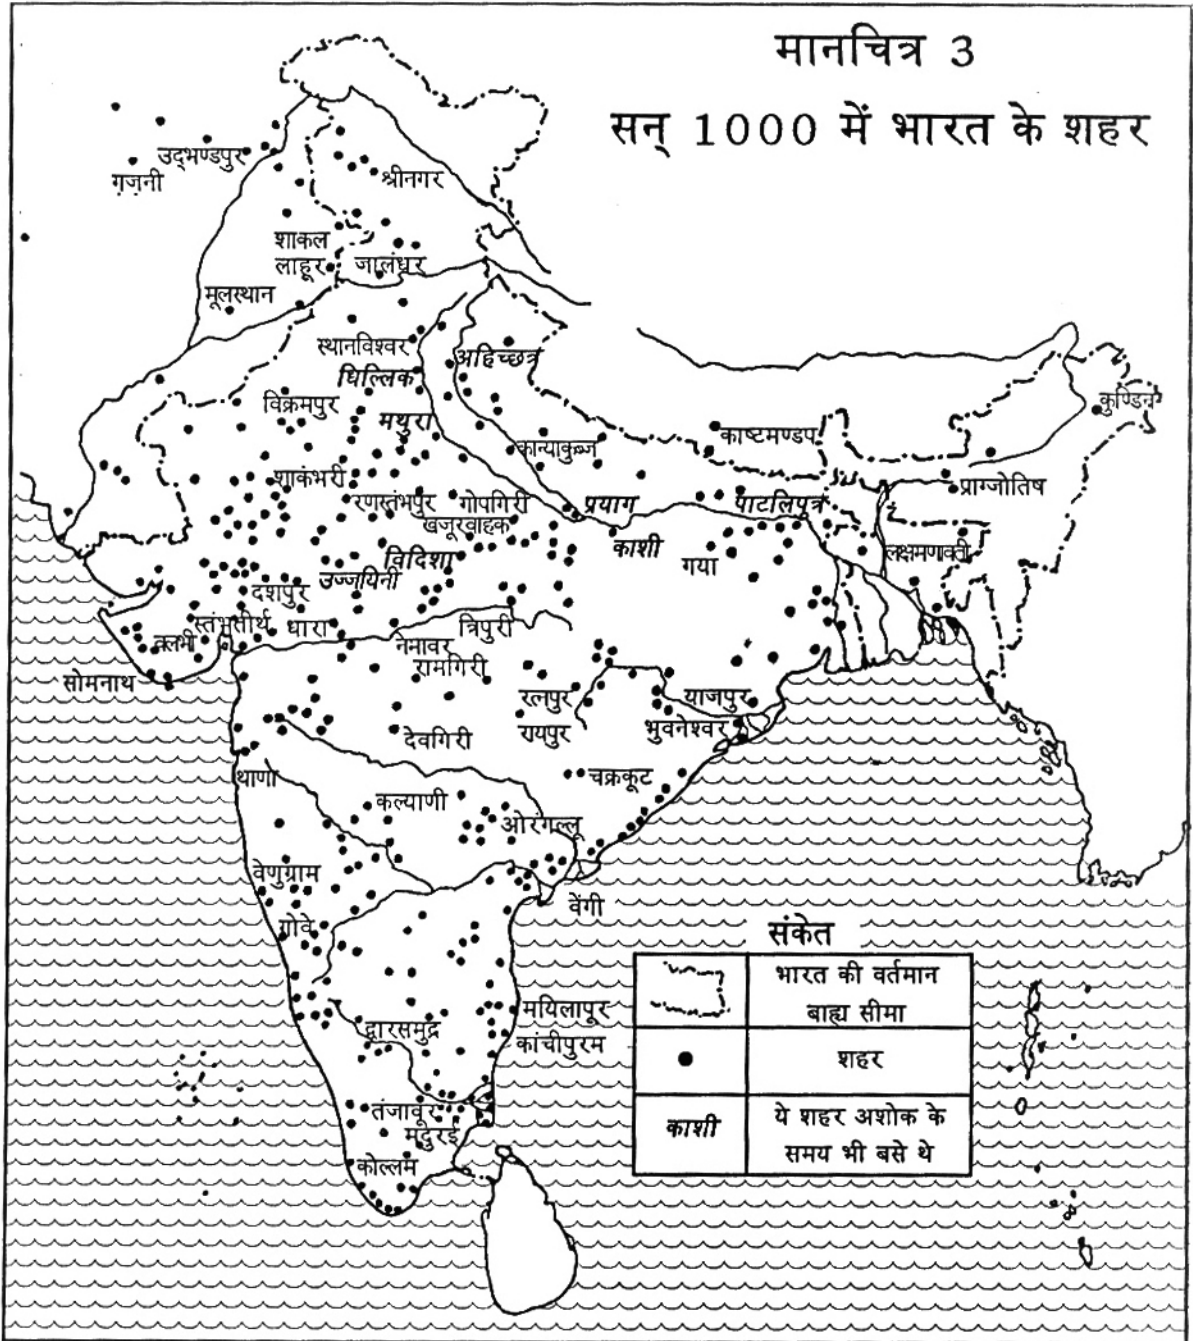 मानचित्र 3
सन् 1000 में भारत के शहर
उद्भण्डपुर
ग़ज़नी
श्रीनगर
शाकल
लाहूर
जालंधर
मूलस्थान
स्थानविश्वर
अहिच्छत्र
धिल्लिक
विक्रमपुर
मथुरा
कुण्डिन
काष्टमण्डप
कान्याकुब्ज
शाकंभरी
प्राग्ज्योतिष
रणस्तंभपुर
गोपगिरी
प्रयाग
पाटलिपुत्र
खजूरवाहक
काशी
विदिशा
गया
लक्षमणावती
उज्जयिनी
दशपुर
स्तंभतीर्थ
धारा
त्रिपुरी
वलभी
नेमावर
रामगिरी
सोमनाथ
रत्नपुर
याजपुर
रायपुर
भुवनेश्वर
देवगिरी
थाणा
चक्रकूट
कल्याणी
ओरंगल्लू
वेणुग्राम
वेंगी
गोवे
संकेत
भारत की वर्तमान
बाह्य सीमा
मयिलापूर
द्वारसमुद्र
कांचीपुरम
शहर
तंजावूर
काशी
ये शहर अशोक के
समय भी बसे थे
मदुरई
कोल्लम